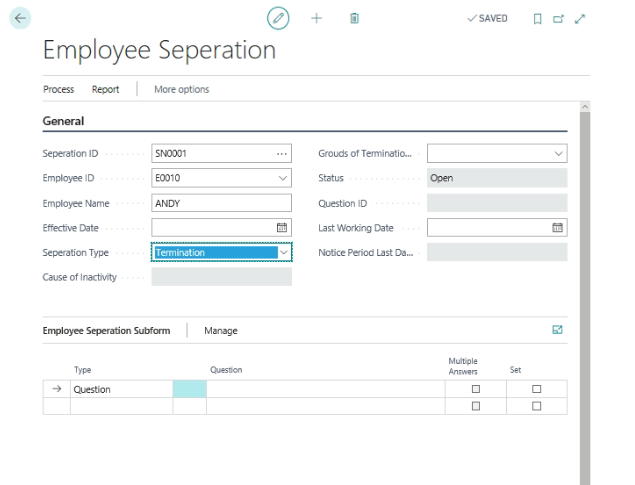 SAVED
Employee Seperation
Process Report More options
General
Seperation ID SN0001 ...
Grouds of Terminatio...
Employee ID E0010
Status Open
Employee Name ANDY
Question ID
Effective Date
Last Working Date
Seperation Type Termination
Notice Period Last Da...
Cause of Inactivity
Employee Seperation Subform Manage
Type Question Multiple Answers Set
Question